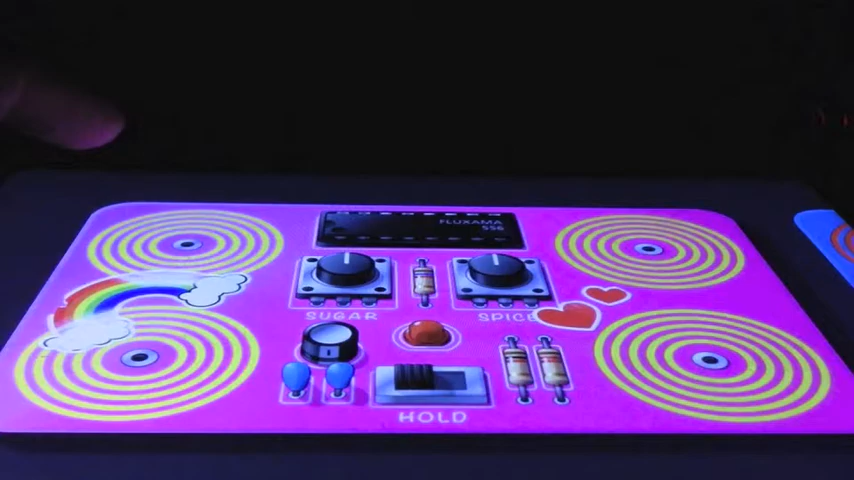 FLUXAMA
556
SUGAR
SPICE
HOLD